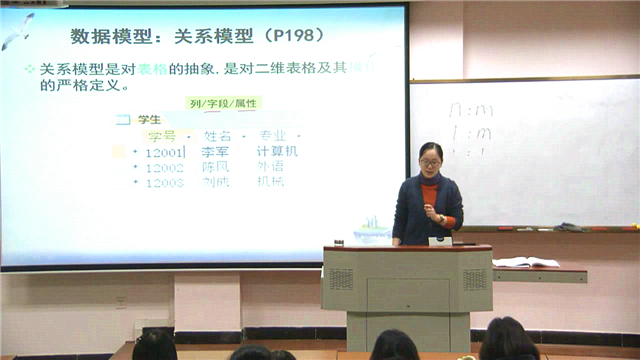 数据模型：关系模型（P198）
关系模型是对表格的抽象，是对二维表格及其操作
的严格定义。
列/字段/属性
学生
学号 姓名 专业
12001 李军 计算机
12002 陈风 外语
12003 刘成 机械
n:m
1:m
1:1